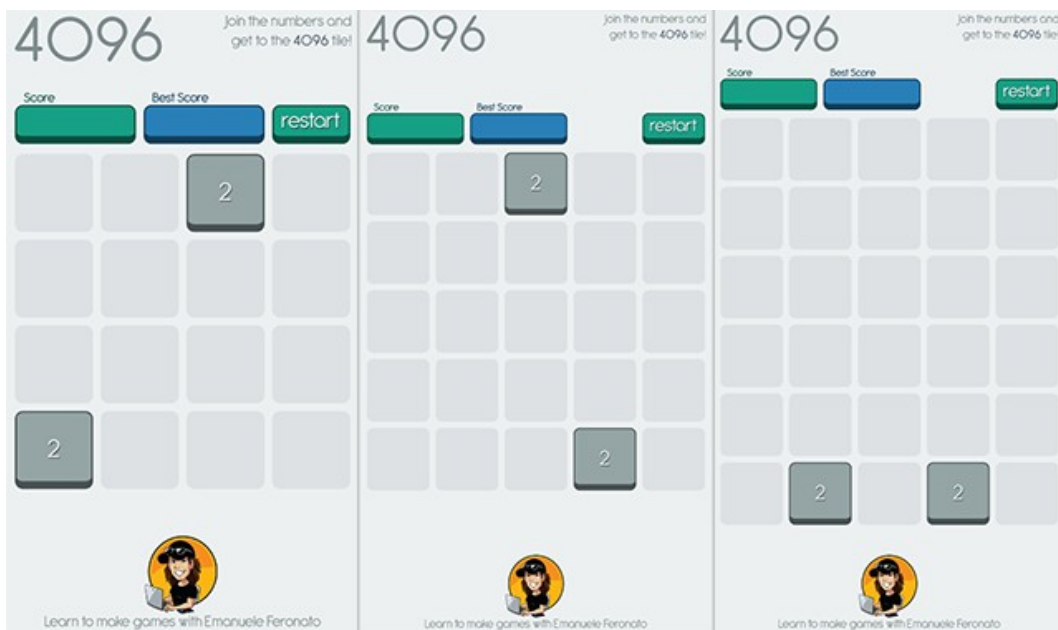 4096
Join the numbers and
get to the 4096 tile!
Score
Best Score
restart
2
2
Learn to make games with Emanuele Feronato
4096
Join the numbers and
get to the 4096 tile!
Score
Best Score
restart
2
2
Learn to make games with Emanuele Feronato
4096
Join the numbers and
get to the 4096 tile!
Score
Best Score
restart
2 2
Learn to make games with Emanuele Feronato